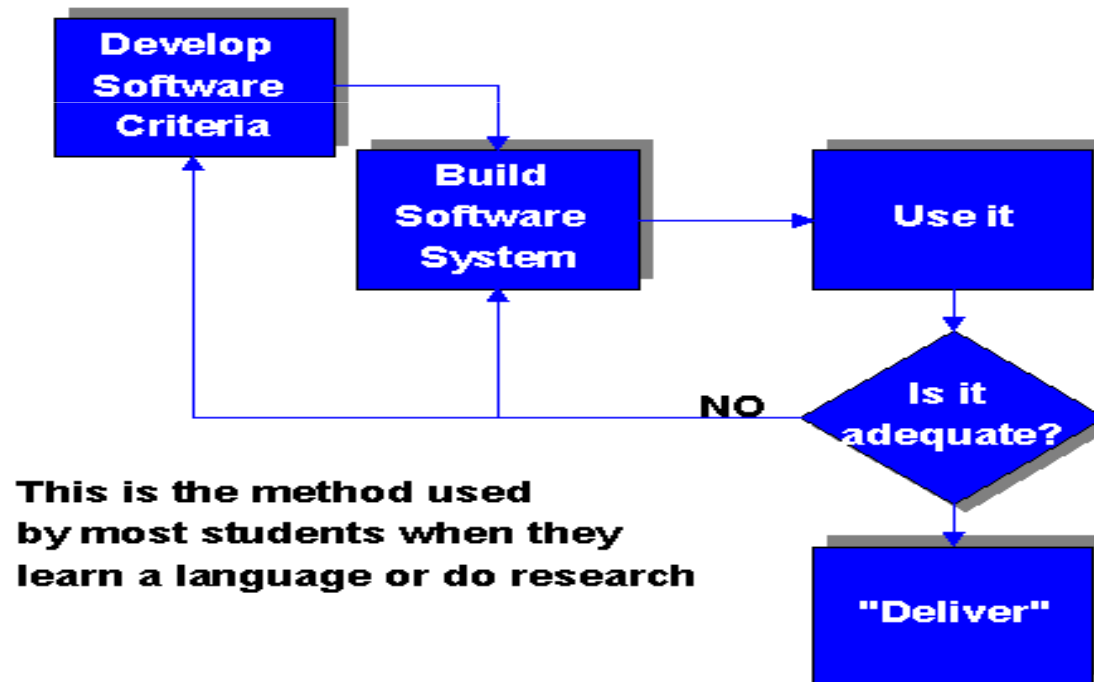 Develop
Software
Criteria
Build
Software
System
Use it
Is it
adequate?
NO
This is the method used
by most students when they
learn a language or do research
"Deliver"